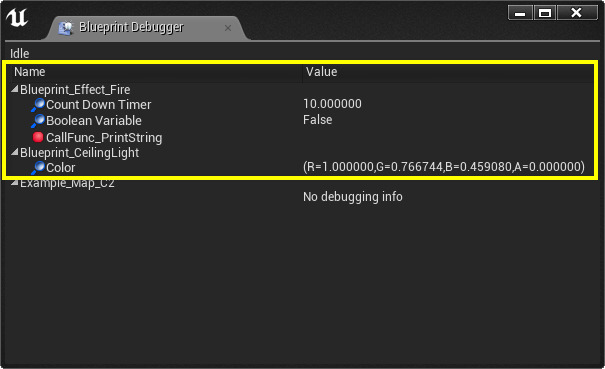 Blueprint Debugger
Idle
Name Value
Blueprint_Effect_Fire
Count Down Timer 10.000000
Boolean Variable False
CallFunc_PrintString
Blueprint_CeilingLight
Color (R=1.000000,G=0.766744,B=0.459080,A=0.000000)
Example_Map_C2
No debugging info